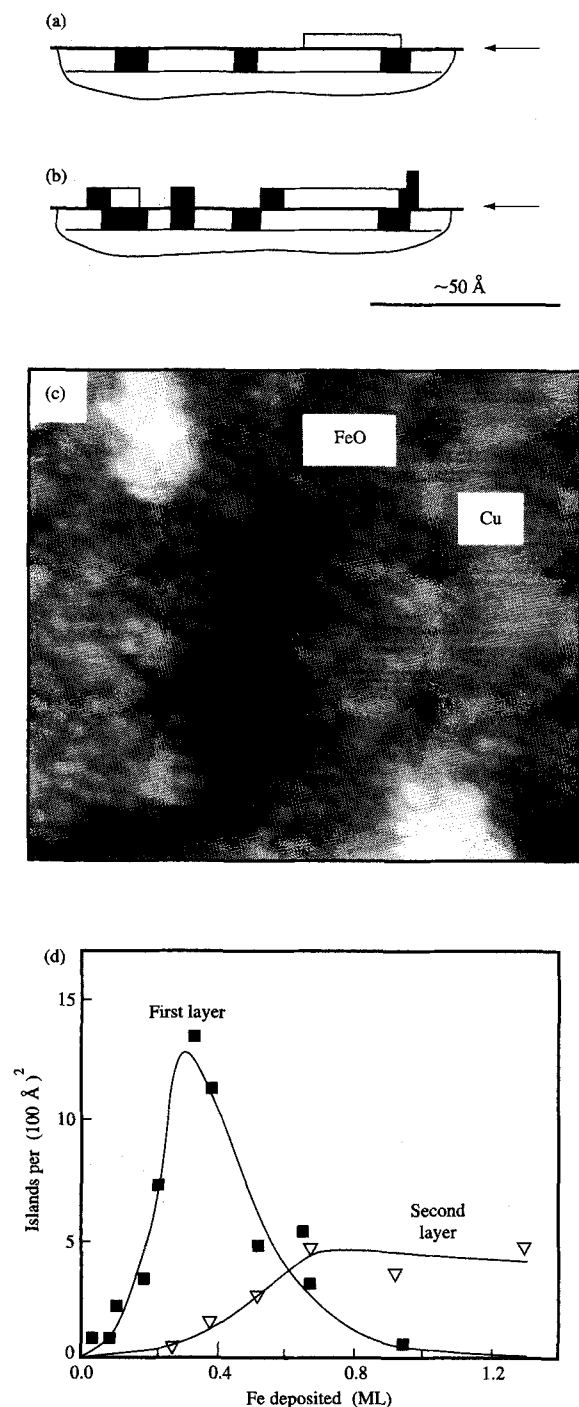 (a)
(b)
~50 Å
(c)
FeO
Cu
(d)
15
First layer
10
Islands per (100 Å)²
Second
layer
5
0
0.0 0.4 0.8 1.2
Fe deposited (ML)